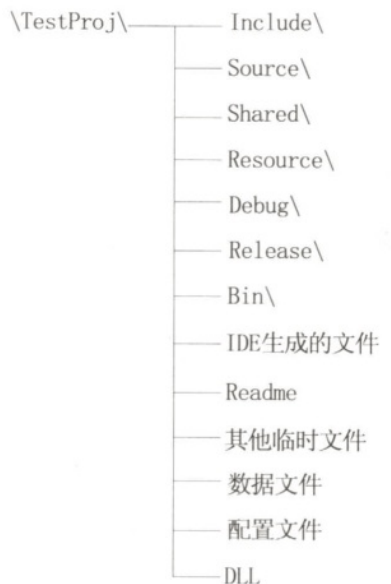 \TestProj\
Include\
Source\
Shared\
Resource\
Debug\
Release\
Bin\
IDE生成的文件
Readme
其他临时文件
数据文件
配置文件
DLL